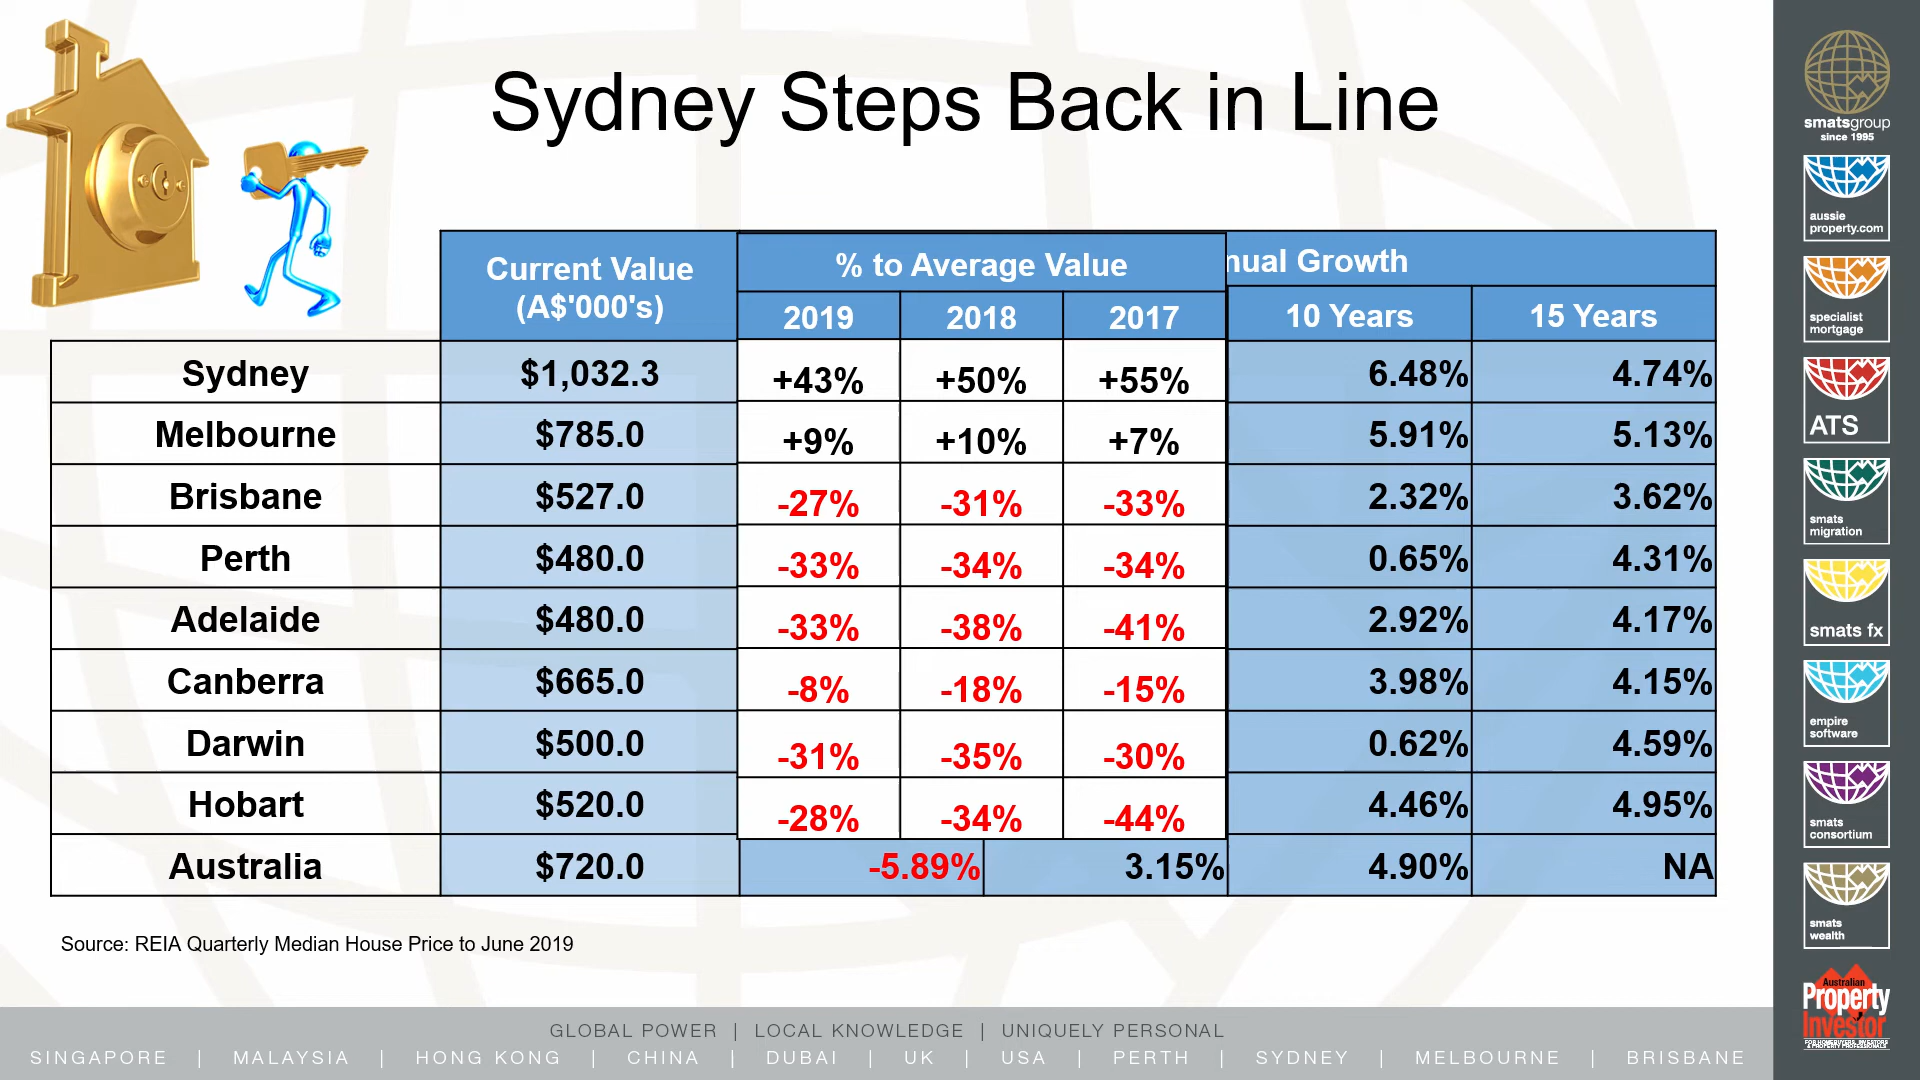 Sydney Steps Back in Line
Current Value
(A$'000's)
% to Average Value
nual Growth
2019 2018 2017 10 Years 15 Years
Sydney $1,032.3 +43% +50% +55% 6.48% 4.74%
Melbourne $785.0 +9% +10% +7% 5.91% 5.13%
Brisbane $527.0 -27% -31% -33% 2.32% 3.62%
Perth $480.0 -33% -34% -34% 0.65% 4.31%
Adelaide $480.0 -33% -38% -41% 2.92% 4.17%
Canberra $665.0 -8% -18% -15% 3.98% 4.15%
Darwin $500.0 -31% -35% -30% 0.62% 4.59%
Hobart $520.0 -28% -34% -44% 4.46% 4.95%
Australia $720.0 -5.89% 3.15% 4.90% NA
Source: REIA Quarterly Median House Price to June 2019
GLOBAL POWER | LOCAL KNOWLEDGE | UNIQUELY PERSONAL
SINGAPORE | MALAYSIA | HONG KONG | CHINA | DUBAI | UK | USA | PERTH | SYDNEY | MELBOURNE | BRISBANE
smatsgroup
since 1995
aussie
property.com
specialist
mortgage
ATS
smats
migration
smats fx
empire
software
smats
consortium
smats
wealth
Australian
Property
Investor
FOR HOMEBUYERS, INVESTORS
& PROPERTY PROFESSIONALS